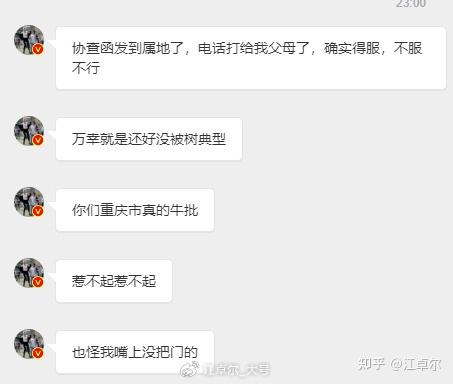 23:00
协查函发到属地了，电话打给我父母了，确实得服，不服
不行
万幸就是还好没被树典型
你们重庆市真的牛批
惹不起惹不起
也怪我嘴上没把门的
江卓尔_大号
知乎 @江卓尔